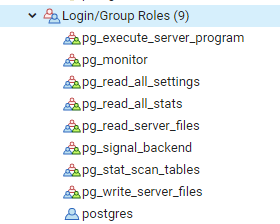 Login/Group Roles (9)
pg_execute_server_program
pg_monitor
pg_read_all_settings
pg_read_all_stats
pg_read_server_files
pg_signal_backend
pg_stat_scan_tables
pg_write_server_files
postgres